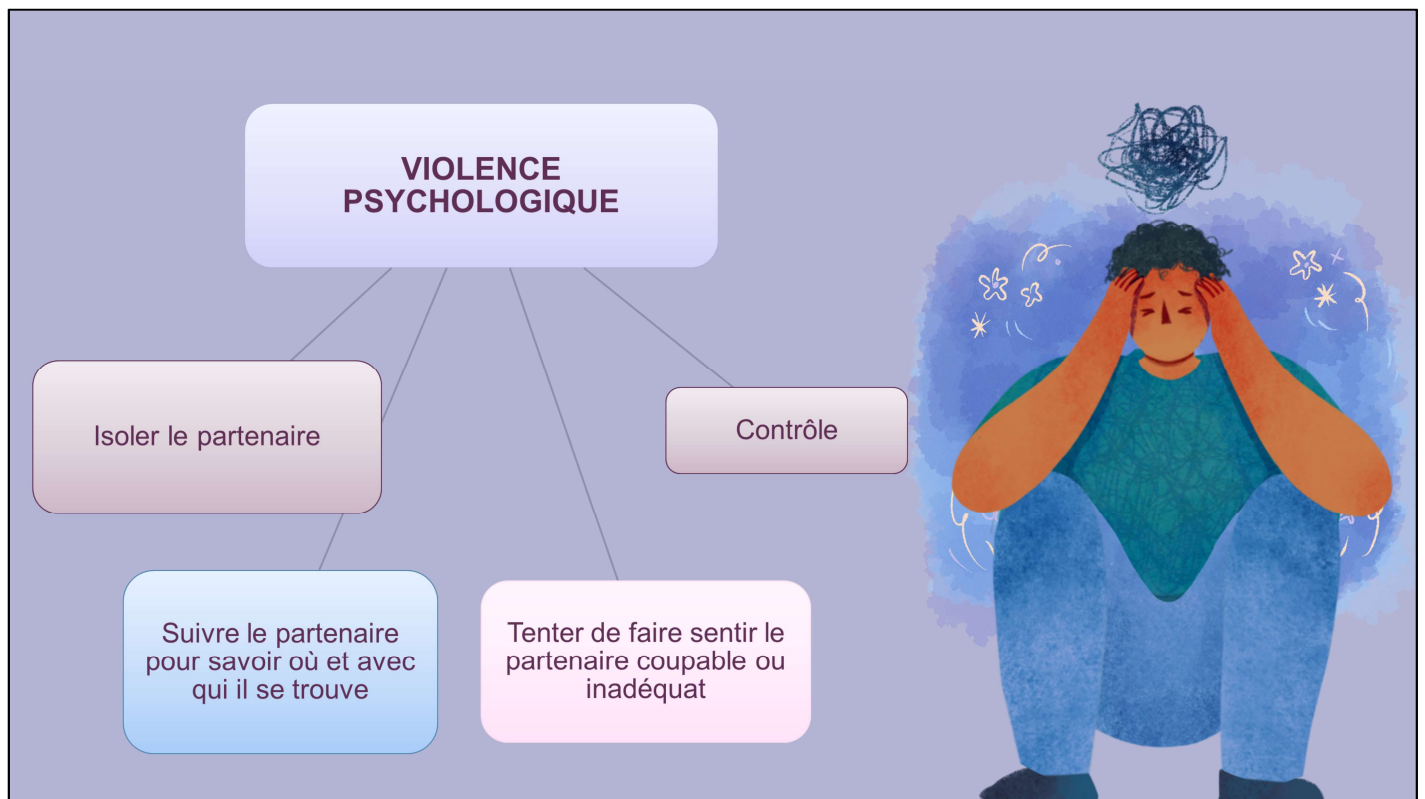 VIOLENCE
PSYCHOLOGIQUE
Isoler le partenaire
Contrôle
Suivre le partenaire
pour savoir où et avec
qui il se trouve
Tenter de faire sentir le
partenaire coupable ou
inadéquat